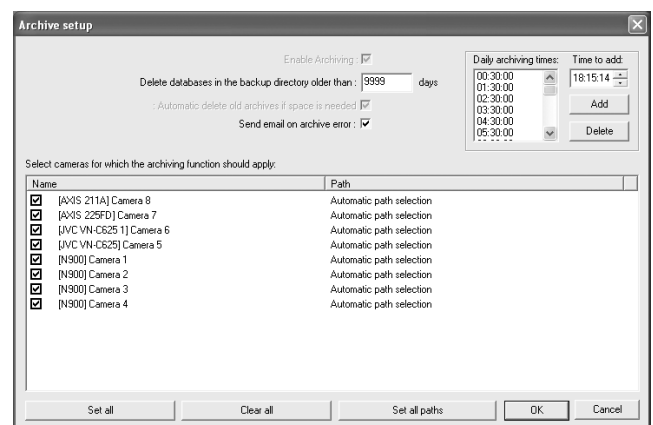 Archive setup
Enable Archiving :
Delete databases in the backup directory older than : 9999 days
: Automatic delete old archives if space is needed
Send email on archive error :
Daily archiving times:
00:30:00
01:30:00
02:30:00
03:30:00
04:30:00
05:30:00
Time to add:
18:15:14
Add
Delete
Select cameras for which the archiving function should apply:
Name Path
[AXIS 211A] Camera 8 Automatic path selection
[AXIS 225FD] Camera 7 Automatic path selection
[JVC VN-C625 1] Camera 6 Automatic path selection
[JVC VN-C625] Camera 5 Automatic path selection
[N900] Camera 1 Automatic path selection
[N900] Camera 2 Automatic path selection
[N900] Camera 3 Automatic path selection
[N900] Camera 4 Automatic path selection
Set all Clear all Set all paths OK Cancel